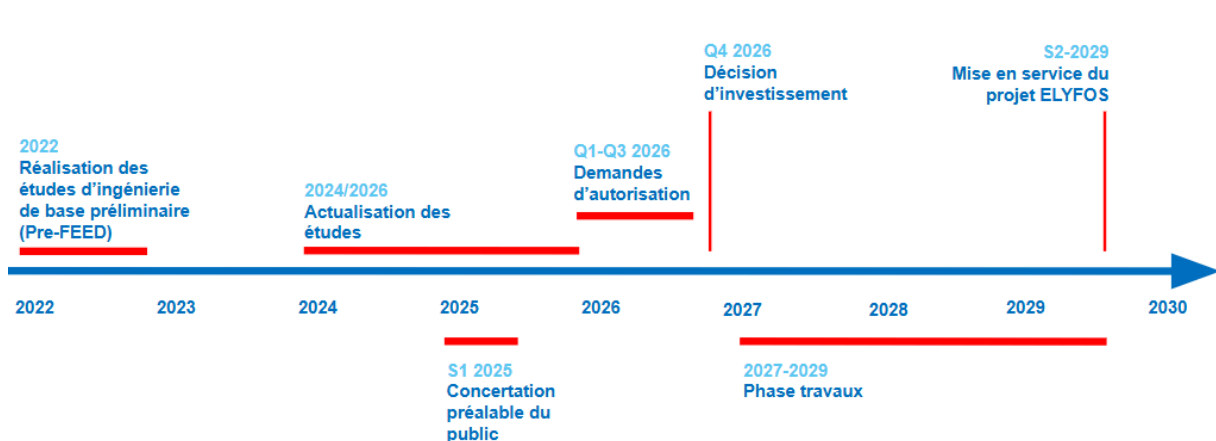 Q4 2026
Décision
d'investissement
S2-2029
Mise en service du
projet ELYFOS
2022
Réalisation des
études d'ingénierie
de base préliminaire
(Pre-FEED)
2024/2026
Actualisation des
études
Q1-Q3 2026
Demandes
d'autorisation
2022
2023
2024
2025
2026
2027
2028
2029
2030
S1 2025
Concertation
préalable du
public
2027-2029
Phase travaux